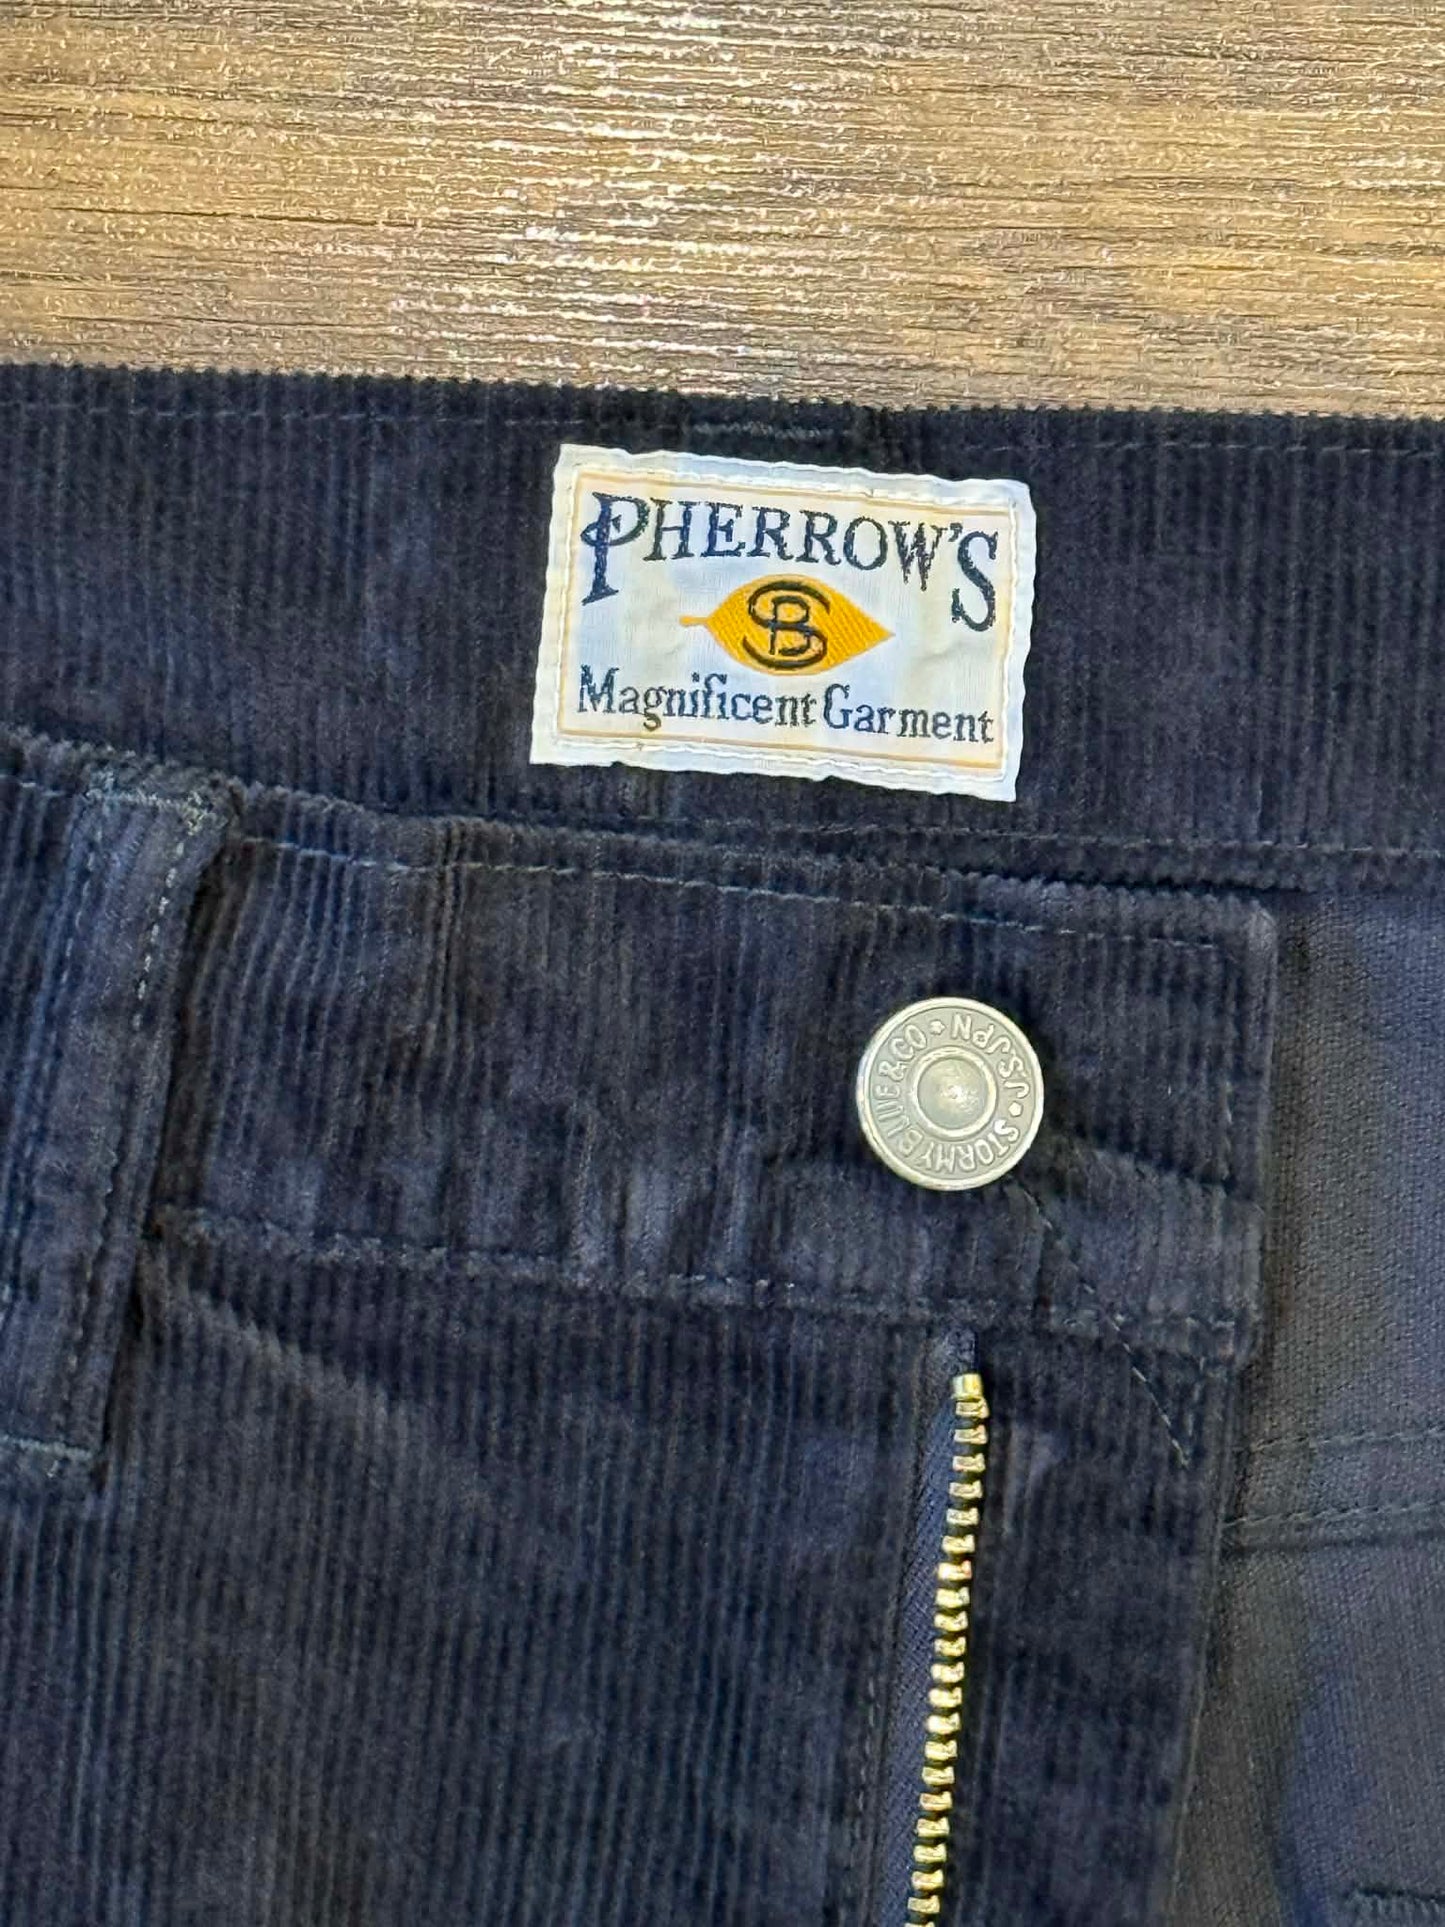 PHERROW'S
SB
Magnificent Garment
STORMY BLUE & CO ★ J.S.JPN ★